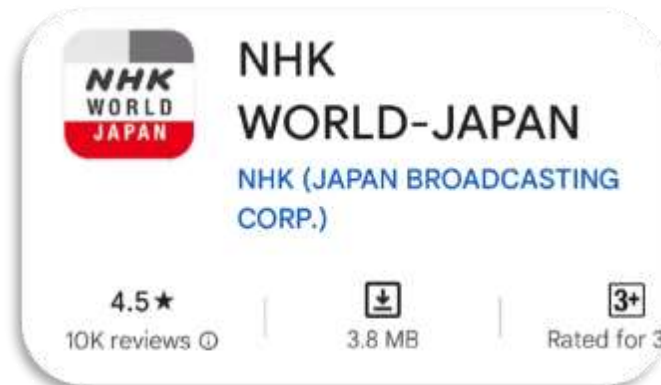 NHK
WORLD
JAPAN
NHK
WORLD-JAPAN
NHK (JAPAN BROADCASTING
CORP.)
4.5★
10K reviews ⓘ
3.8 MB
3+
Rated for 3